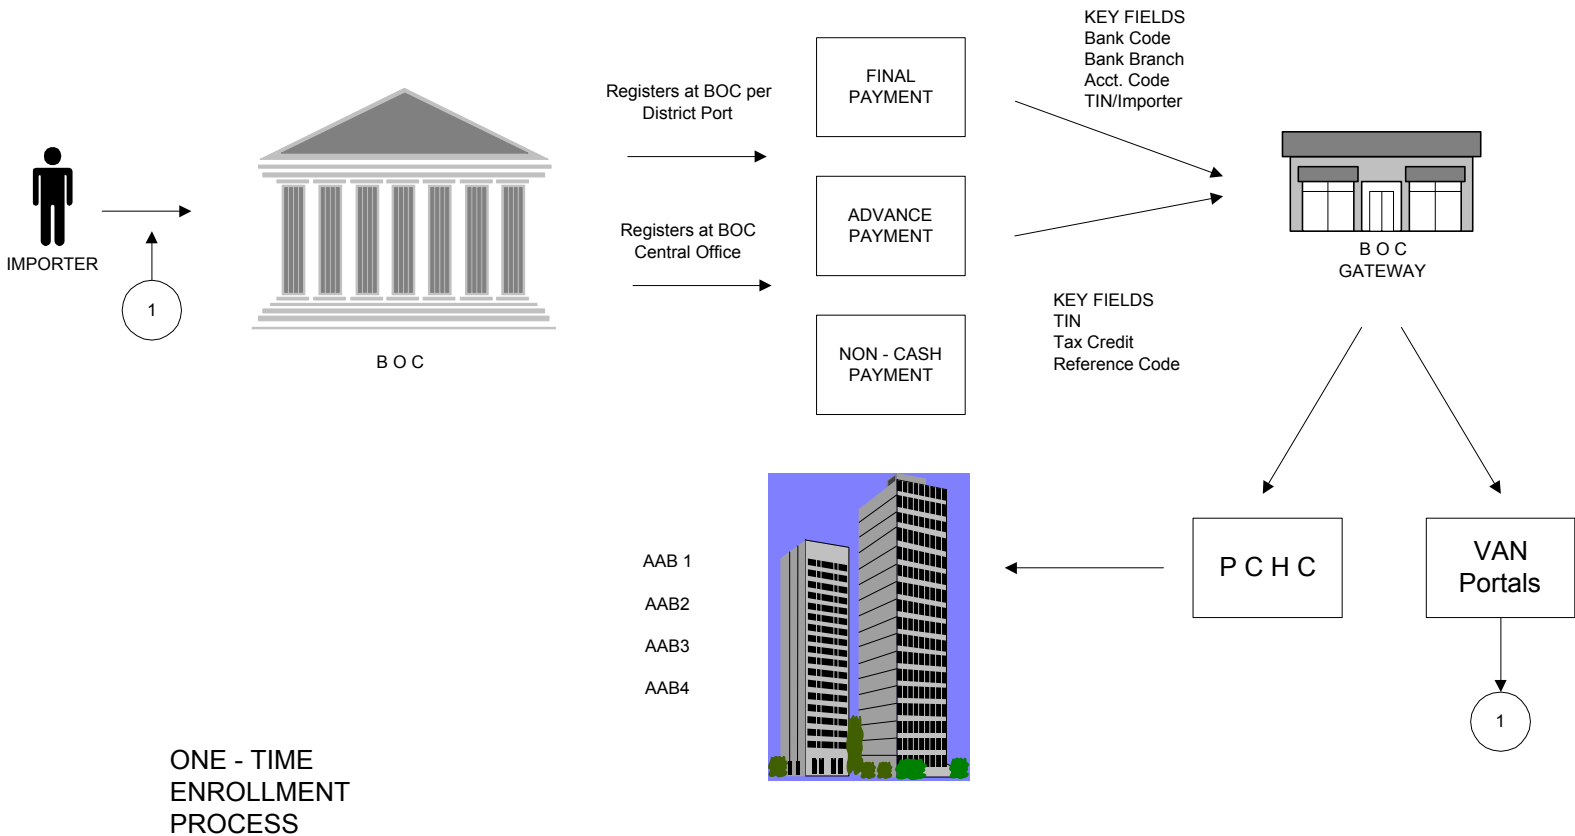 KEY FIELDS
Bank Code
Bank Branch
Acct. Code
TIN/Importer
FINAL
PAYMENT
Registers at BOC per
District Port
ADVANCE
PAYMENT
Registers at BOC
Central Office
IMPORTER
1
B O C
B O C
GATEWAY
KEY FIELDS
TIN
Tax Credit
Reference Code
NON - CASH
PAYMENT
P C H C
VAN
Portals
AAB 1
AAB2
AAB3
AAB4
1
ONE - TIME
ENROLLMENT
PROCESS